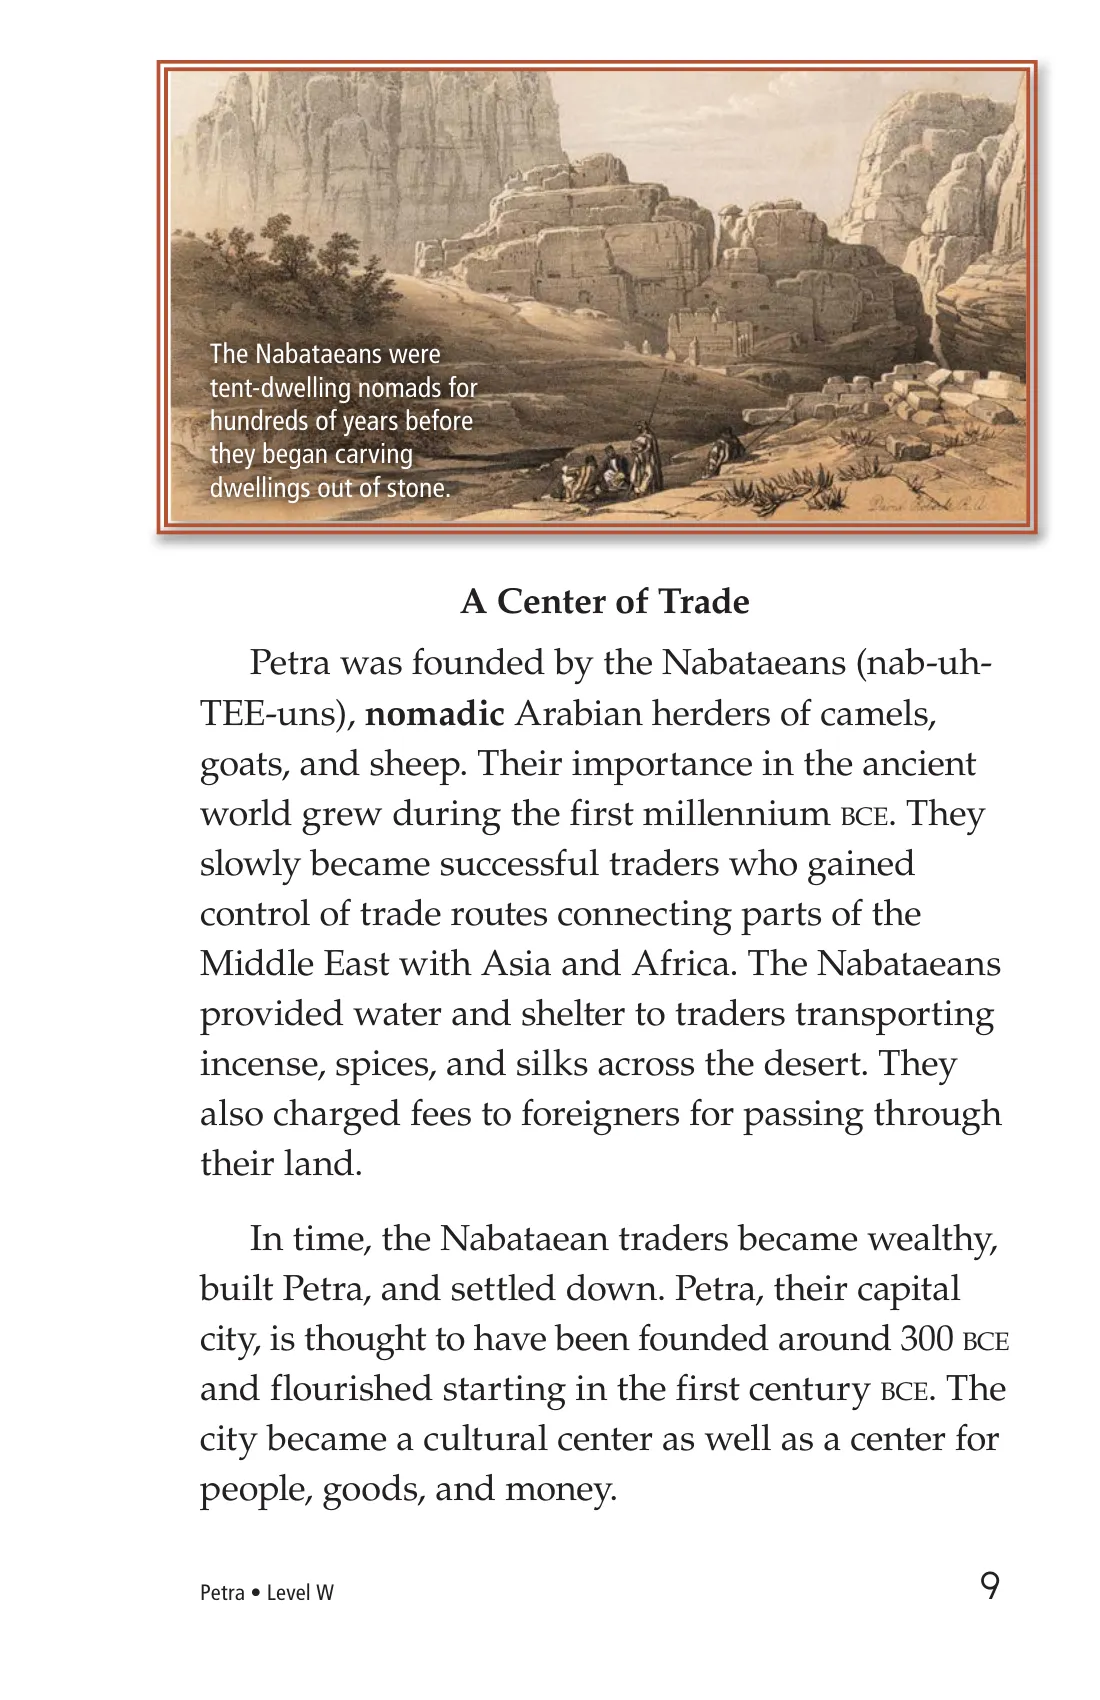 The Nabataeans were
tent-dwelling nomads for
hundreds of years before
they began carving
dwellings out of stone.
A Center of Trade
Petra was founded by the Nabataeans (nab-uh-
TEE-uns), nomadic Arabian herders of camels,
goats, and sheep. Their importance in the ancient
world grew during the first millennium BCE. They
slowly became successful traders who gained
control of trade routes connecting parts of the
Middle East with Asia and Africa. The Nabataeans
provided water and shelter to traders transporting
incense, spices, and silks across the desert. They
also charged fees to foreigners for passing through
their land.
In time, the Nabataean traders became wealthy,
built Petra, and settled down. Petra, their capital
city, is thought to have been founded around 300 BCE
and flourished starting in the first century BCE. The
city became a cultural center as well as a center for
people, goods, and money.
Petra • Level W
9